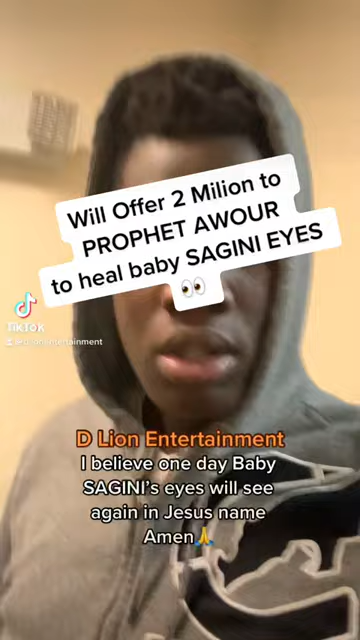 Will Offer 2 Milion to
PROPHET AWOUR
to heal baby SAGINI EYES
👀
TikTok
D Lion Entertainment
I believe one day Baby
SAGINI's eyes will see
again in Jesus name
Amen🙏